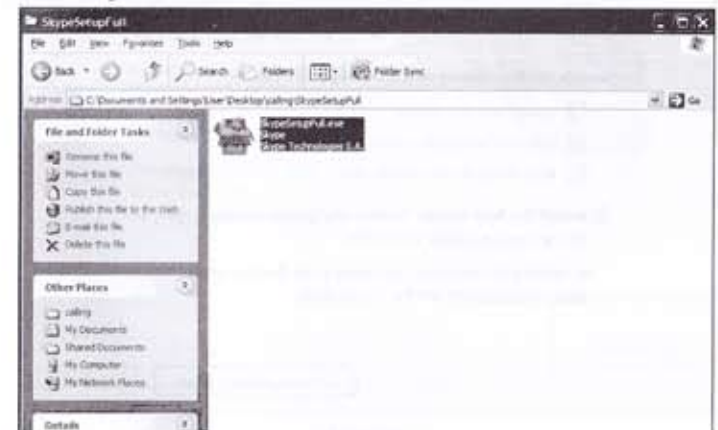 SkypeSetupFull
File Edit View Favorites Tools Help
Back Search Folders Folder Sync
Address C:\Documents and Settings\User\Desktop\calling\SkypeSetupFull Go
File and Folder Tasks
Rename this file
Move this file
Copy this file
Publish this file to the Web
E-mail this file
Delete this file
Other Places
calling
My Documents
Shared Documents
My Computer
My Network Places
Details
SkypeSetupFull.exe
Skype
Skype Technologies S.A.